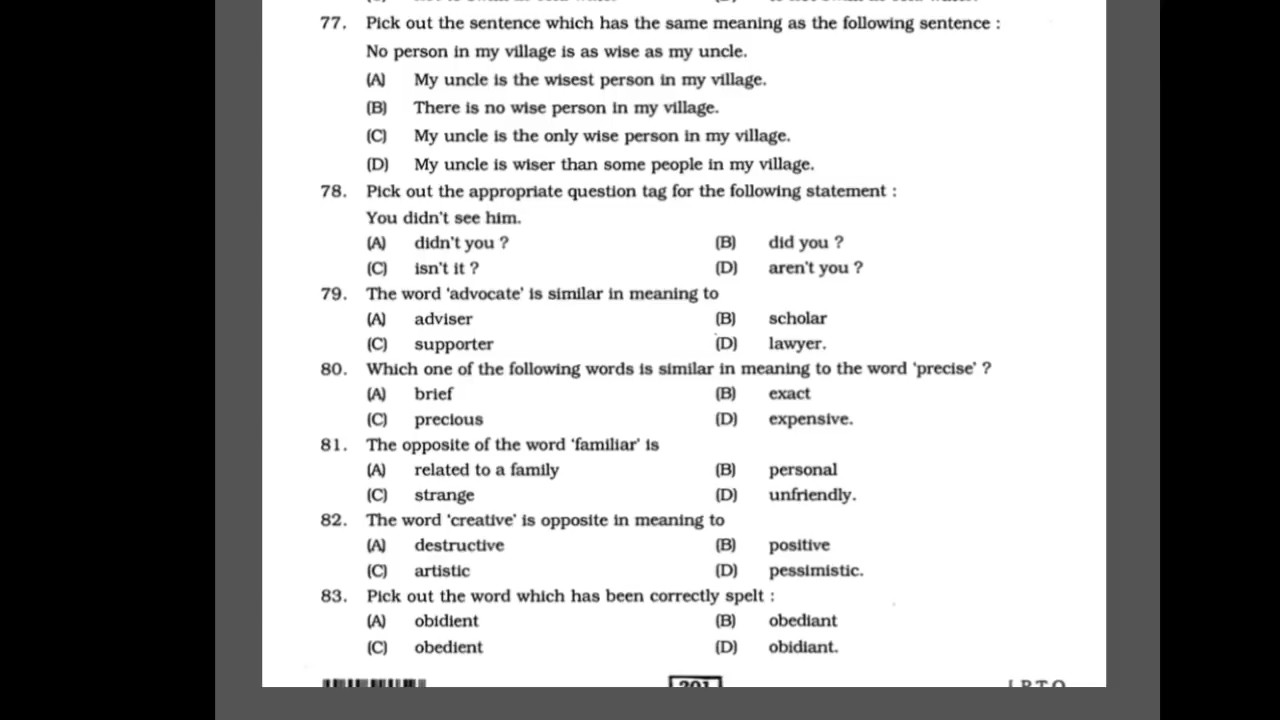 77. Pick out the sentence which has the same meaning as the following sentence :
No person in my village is as wise as my uncle.
(A) My uncle is the wisest person in my village.
(B) There is no wise person in my village.
(C) My uncle is the only wise person in my village.
(D) My uncle is wiser than some people in my village.
78. Pick out the appropriate question tag for the following statement :
You didn't see him.
(A) didn't you ? (B) did you ?
(C) isn't it ? (D) aren't you ?
79. The word 'advocate' is similar in meaning to
(A) adviser (B) scholar
(C) supporter (D) lawyer.
80. Which one of the following words is similar in meaning to the word 'precise' ?
(A) brief (B) exact
(C) precious (D) expensive.
81. The opposite of the word 'familiar' is
(A) related to a family (B) personal
(C) strange (D) unfriendly.
82. The word 'creative' is opposite in meaning to
(A) destructive (B) positive
(C) artistic (D) pessimistic.
83. Pick out the word which has been correctly spelt :
(A) obidient (B) obediant
(C) obedient (D) obidiant.